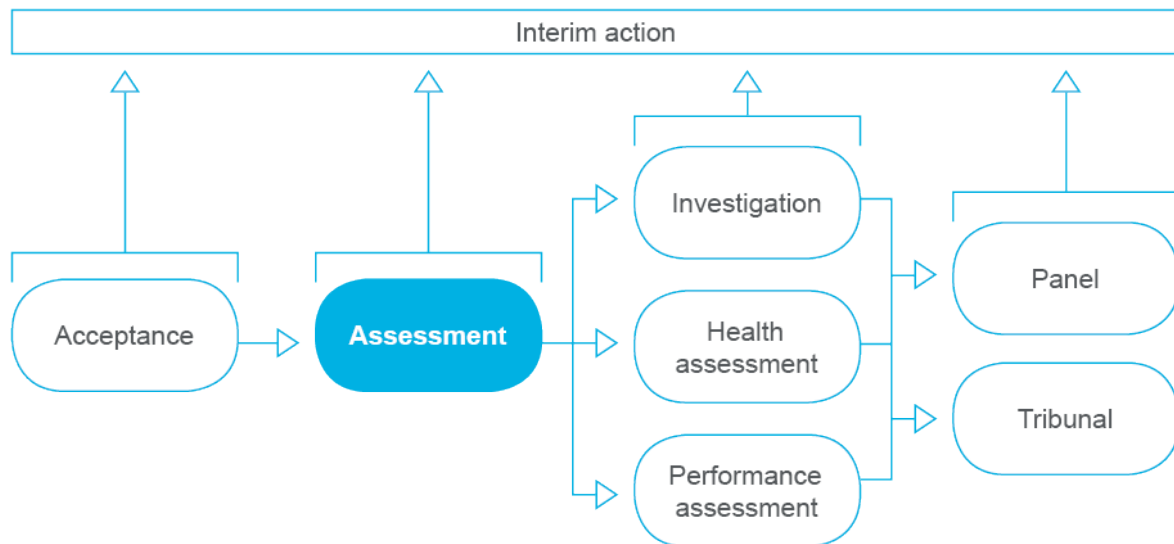 Interim action
Acceptance
Assessment
Investigation
Health
assessment
Performance
assessment
Panel
Tribunal